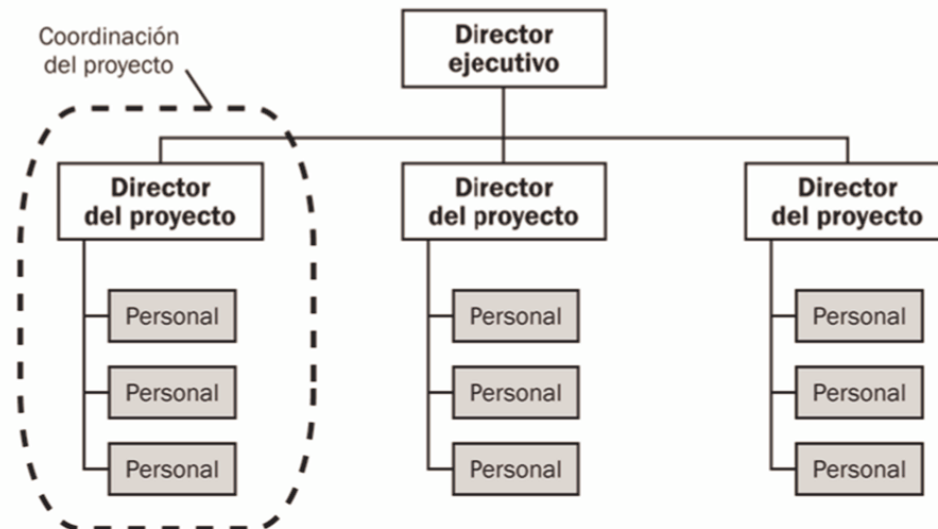 Coordinación
del proyecto
Director
ejecutivo
Director
del proyecto
Director
del proyecto
Director
del proyecto
Personal
Personal
Personal
Personal
Personal
Personal
Personal
Personal
Personal